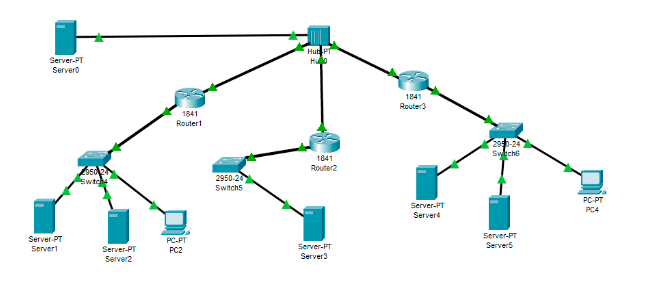 Server-PT
Server0
Hub-PT
Hub0
1841
Router1
1841
Router3
1841
Router2
2950-24
Switch4
2950-24
Switch5
2950-24
Switch6
Server-PT
Server1
Server-PT
Server2
PC-PT
PC2
Server-PT
Server3
Server-PT
Server4
Server-PT
Server5
PC-PT
PC4